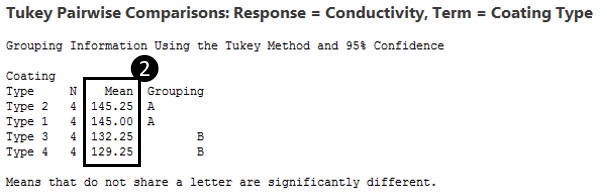 Tukey Pairwise Comparisons: Response = Conductivity, Term = Coating Type
Grouping Information Using the Tukey Method and 95% Confidence
2
Coating
Type N Mean Grouping
Type 2 4 145.25 A
Type 1 4 145.00 A
Type 3 4 132.25 B
Type 4 4 129.25 B
Means that do not share a letter are significantly different.